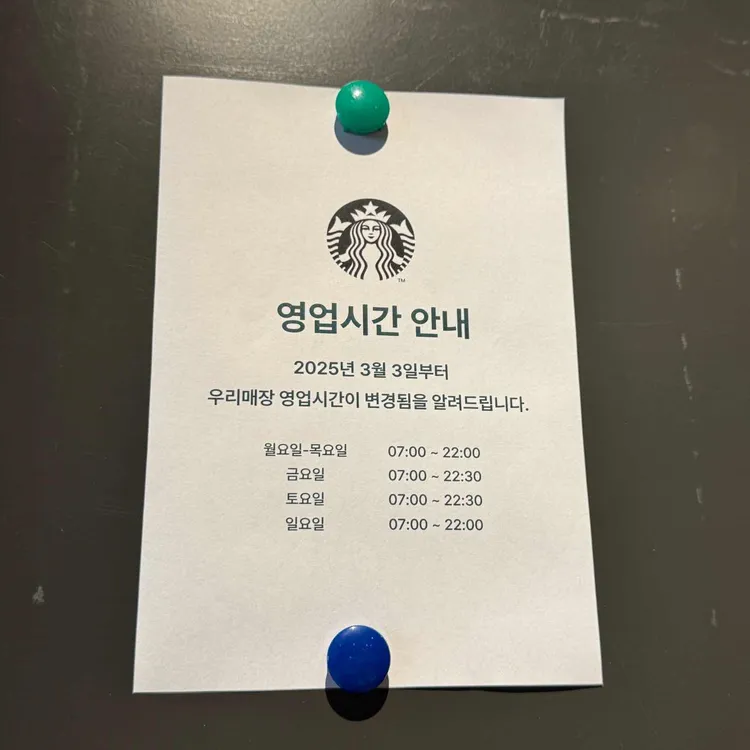 영업시간 안내
2025년 3월 3일부터
우리매장 영업시간이 변경됨을 알려드립니다.
월요일-목요일 07:00 ~ 22:00
금요일 07:00 ~ 22:30
토요일 07:00 ~ 22:30
일요일 07:00 ~ 22:00